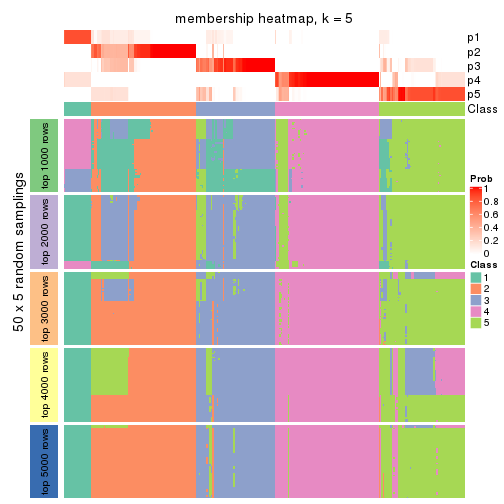 membership heatmap, k = 5
p1
p2
p3
p4
p5
Class
50 x 5 random samplings
top 1000 rows
top 2000 rows
top 3000 rows
top 4000 rows
top 5000 rows
Prob
1
0.8
0.6
0.4
0.2
0
Class
1
2
3
4
5